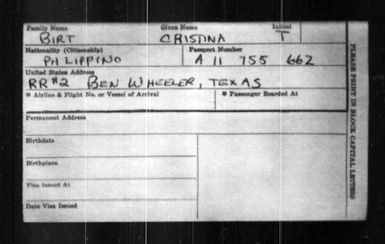 Family Name Given Name Initial
BIRT CRISTINA T
Nationality (Citizenship) Passport Number
PHLIPPINO A 11 755 662
United States Address
RR#2 BEN WHEELER, TEXAS
* Airline & Flight No. or Vessel of Arrival * Passenger Boarded At
Permanent Address
Birthdate
Birthplace
Visa Issued At
Date Visa Issued
PLEASE PRINT IN BLOCK CAPITAL LETTERS